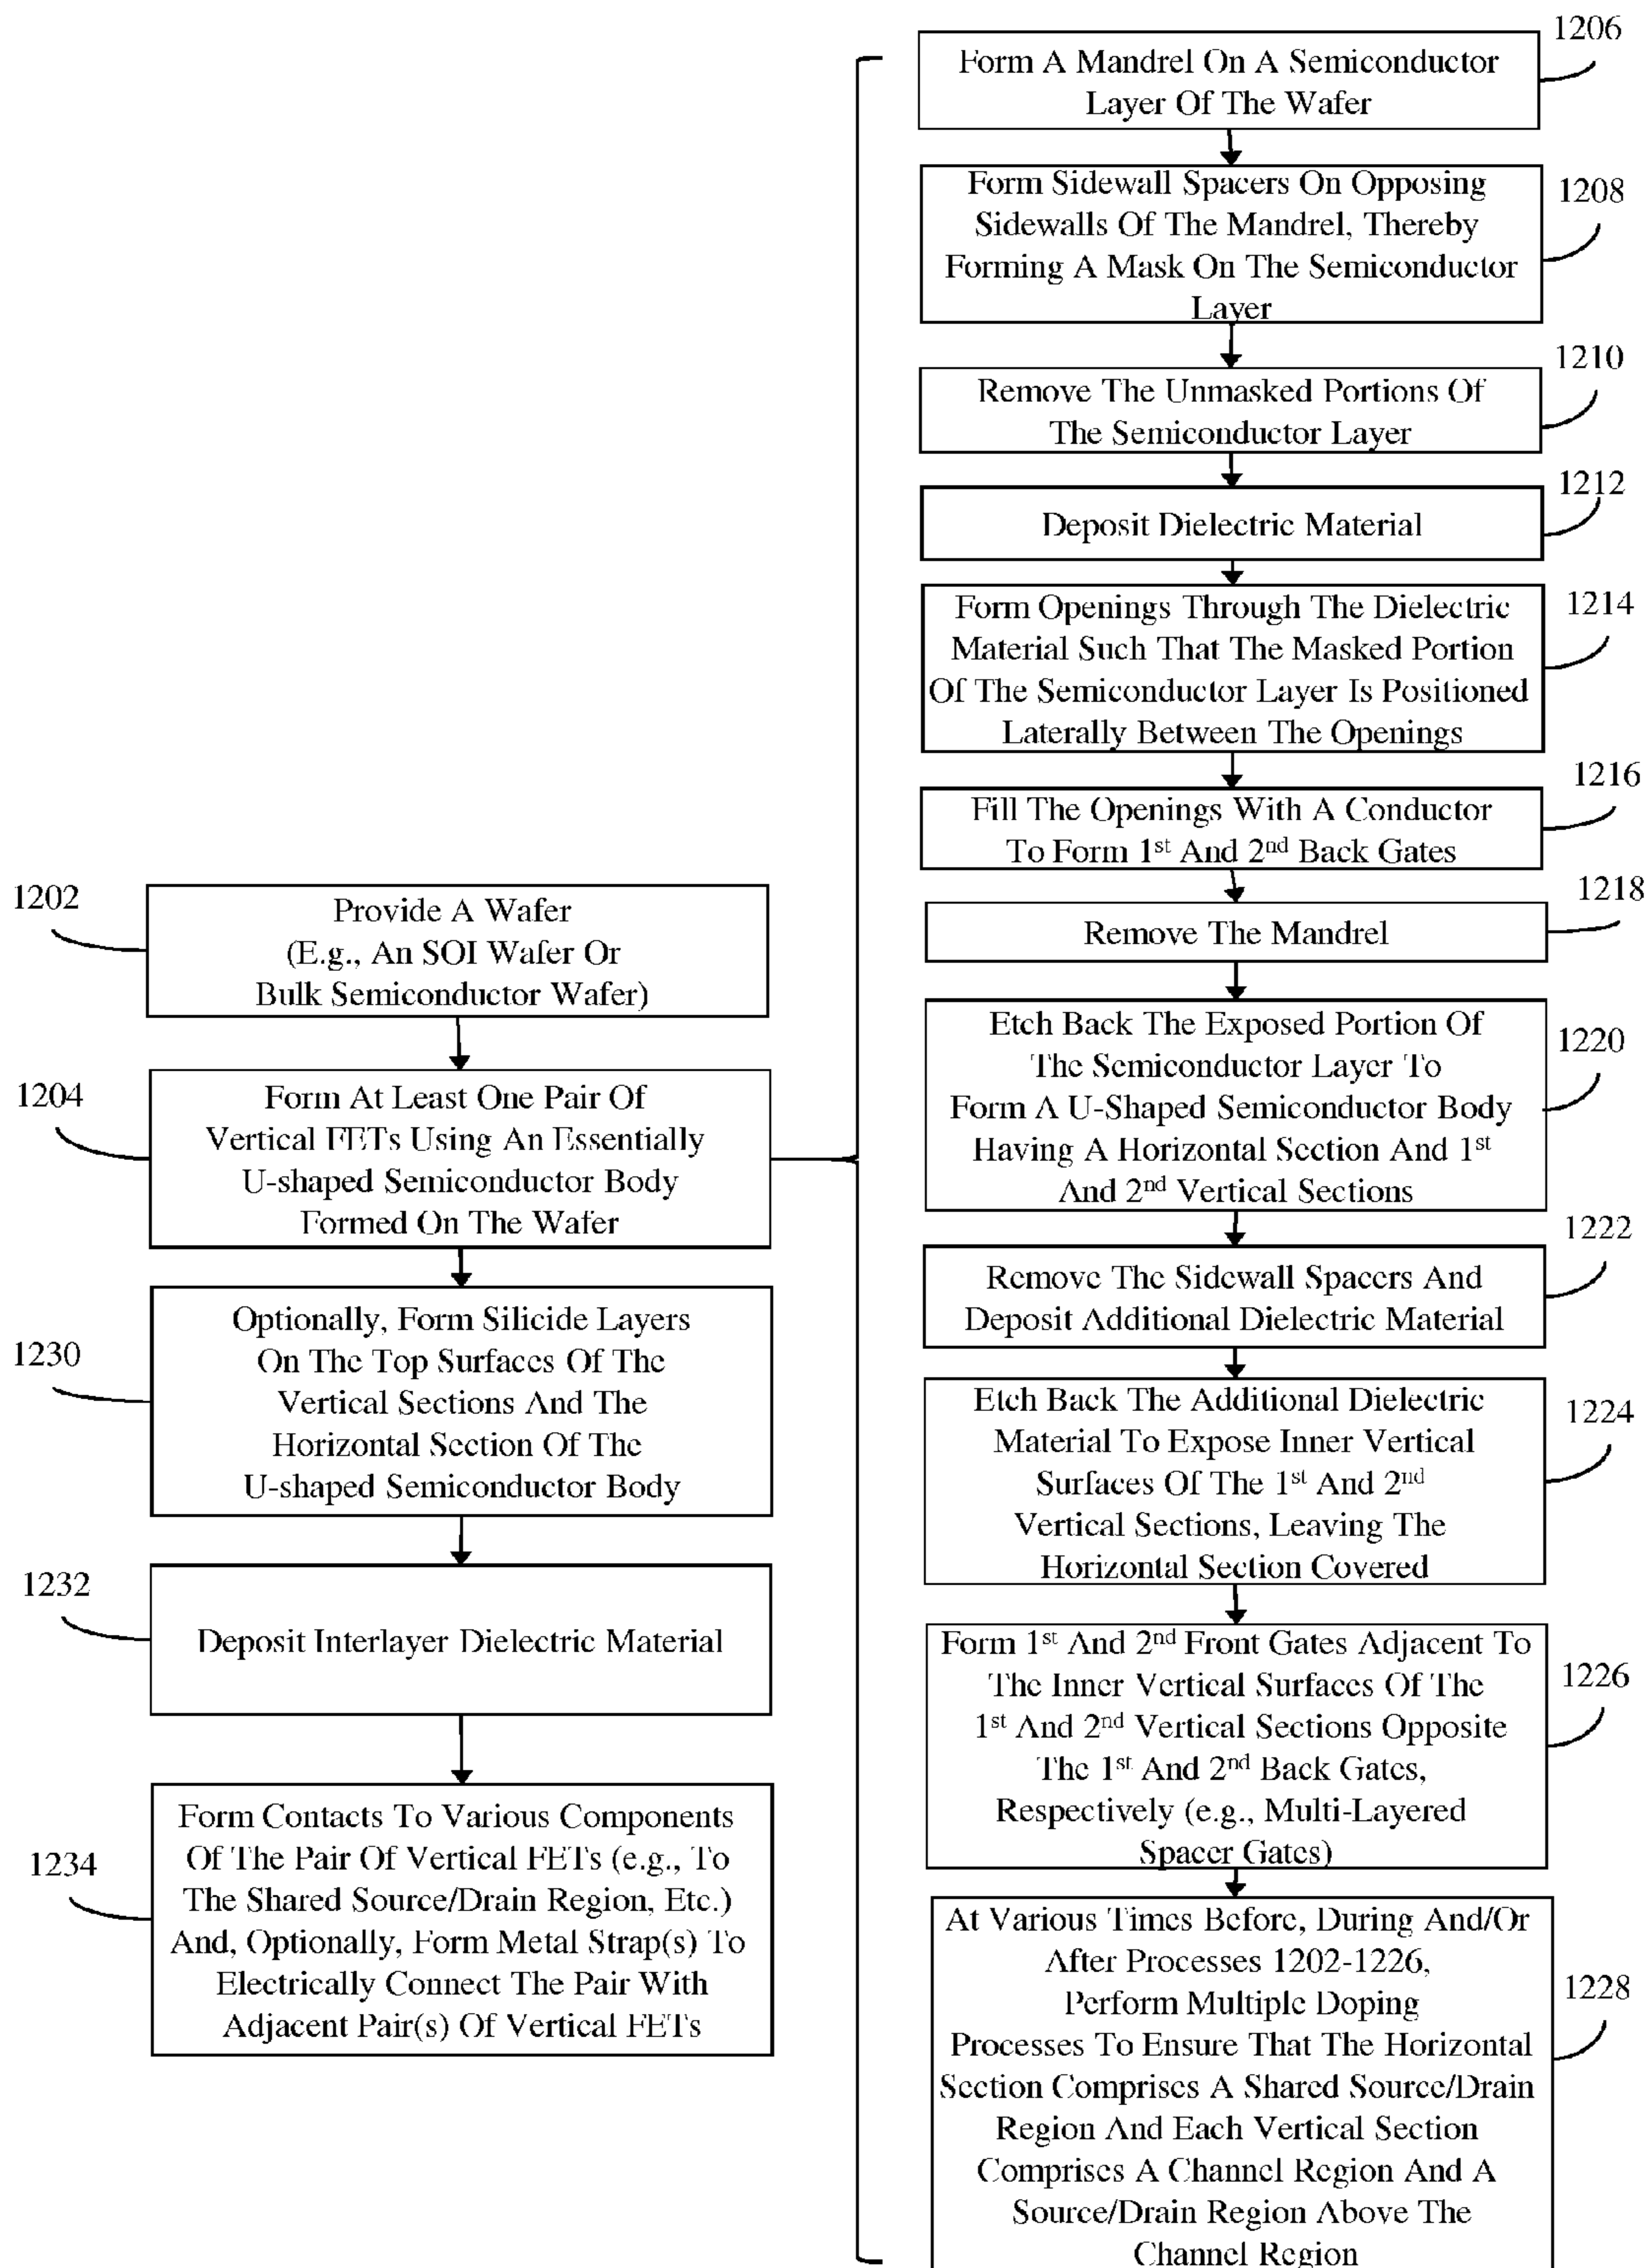 1202
Provide A Wafer
(E.g., An SOI Wafer Or
Bulk Semiconductor Wafer)
1204
Form At Least One Pair Of
Vertical FETs Using An Essentially
U-shaped Semiconductor Body
Formed On The Wafer
1230
Optionally, Form Silicide Layers
On The Top Surfaces Of The
Vertical Sections And The
Horizontal Section Of The
U-shaped Semiconductor Body
1232
Deposit Interlayer Dielectric Material
1234
Form Contacts To Various Components
Of The Pair Of Vertical FETs (e.g., To
The Shared Source/Drain Region, Etc.)
And, Optionally, Form Metal Strap(s) To
Electrically Connect The Pair With
Adjacent Pair(s) Of Vertical FETs
1206
Form A Mandrel On A Semiconductor
Layer Of The Wafer
1208
Form Sidewall Spacers On Opposing
Sidewalls Of The Mandrel, Thereby
Forming A Mask On The Semiconductor
Layer
1210
Remove The Unmasked Portions Of
The Semiconductor Layer
1212
Deposit Dielectric Material
1214
Form Openings Through The Dielectric
Material Such That The Masked Portion
Of The Semiconductor Layer Is Positioned
Laterally Between The Openings
1216
Fill The Openings With A Conductor
To Form 1st And 2nd Back Gates
1218
Remove The Mandrel
1220
Etch Back The Exposed Portion Of
The Semiconductor Layer To
Form A U-Shaped Semiconductor Body
Having A Horizontal Section And 1st
And 2nd Vertical Sections
1222
Remove The Sidewall Spacers And
Deposit Additional Dielectric Material
1224
Etch Back The Additional Dielectric
Material To Expose Inner Vertical
Surfaces Of The 1st And 2nd
Vertical Sections, Leaving The
Horizontal Section Covered
1226
Form 1st And 2nd Front Gates Adjacent To
The Inner Vertical Surfaces Of The
1st And 2nd Vertical Sections Opposite
The 1st And 2nd Back Gates,
Respectively (e.g., Multi-Layered
Spacer Gates)
1228
At Various Times Before, During And/Or
After Processes 1202-1226,
Perform Multiple Doping
Processes To Ensure That The Horizontal
Section Comprises A Shared Source/Drain
Region And Each Vertical Section
Comprises A Channel Region And A
Source/Drain Region Above The
Channel Region